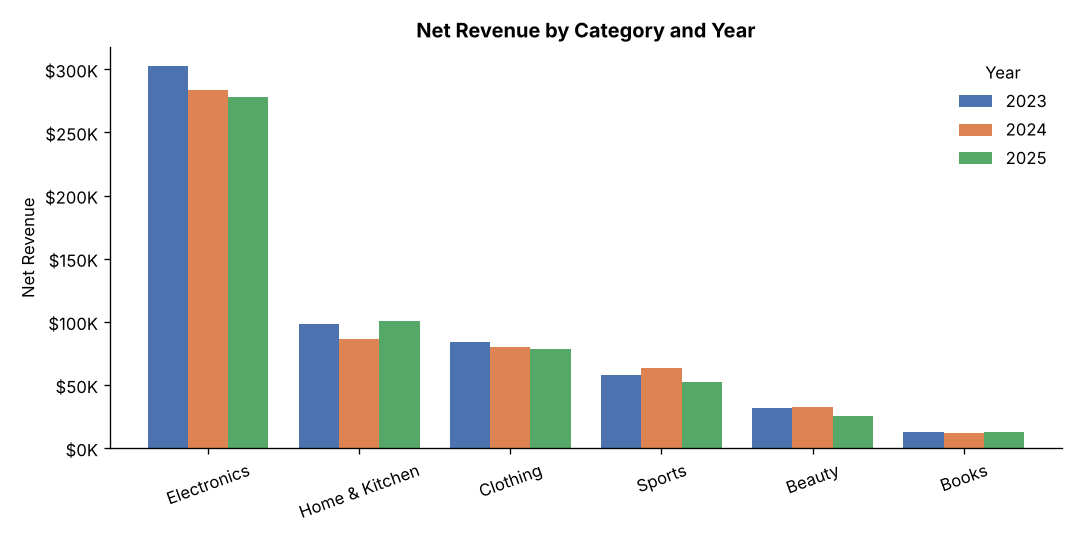 Net Revenue by Category and Year
Year
2023
2024
2025
Net Revenue
$300K
$250K
$200K
$150K
$100K
$50K
$0K
Electronics
Home & Kitchen
Clothing
Sports
Beauty
Books